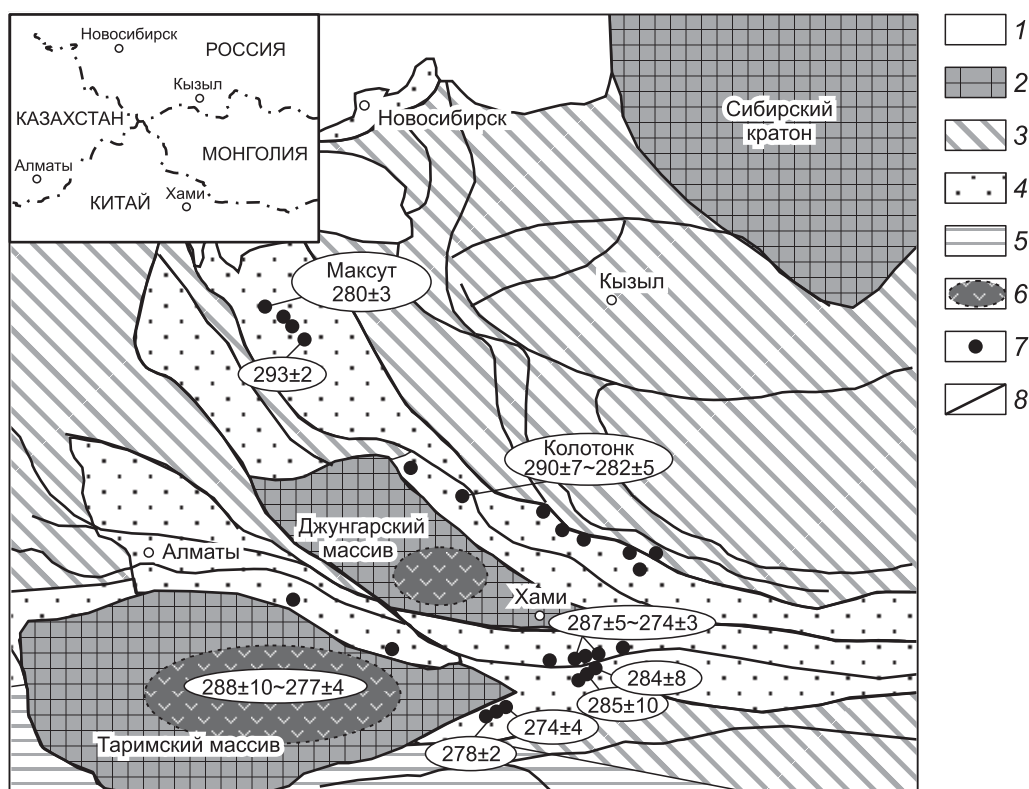 Новосибирск
РОССИЯ
Кызыл
КАЗАХСТАН
МОНГОЛИЯ
Алматы
КИТАЙ
Хами
Новосибирск
Сибирский
кратон
Максут
280±3
Кызыл
293±2
Колотонк
290±7~282±5
Джунгарский
массив
Алматы
Хами
287±5~274±3
284±8
288±10~277±4
285±10
274±4
Таримский массив
278±2
1
2
3
4
5
6
7
8